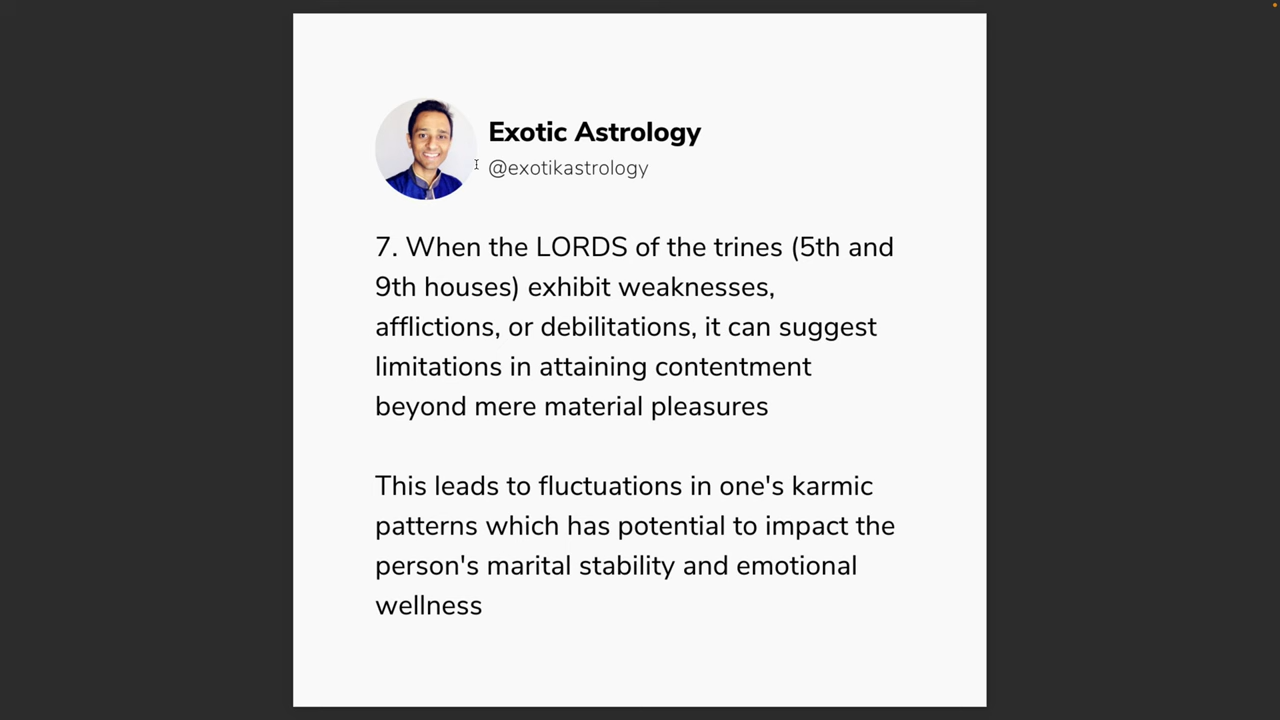 Exotic Astrology
@exotikastrology
7. When the LORDS of the trines (5th and
9th houses) exhibit weaknesses,
afflictions, or debilitations, it can suggest
limitations in attaining contentment
beyond mere material pleasures
This leads to fluctuations in one's karmic
patterns which has potential to impact the
person's marital stability and emotional
wellness